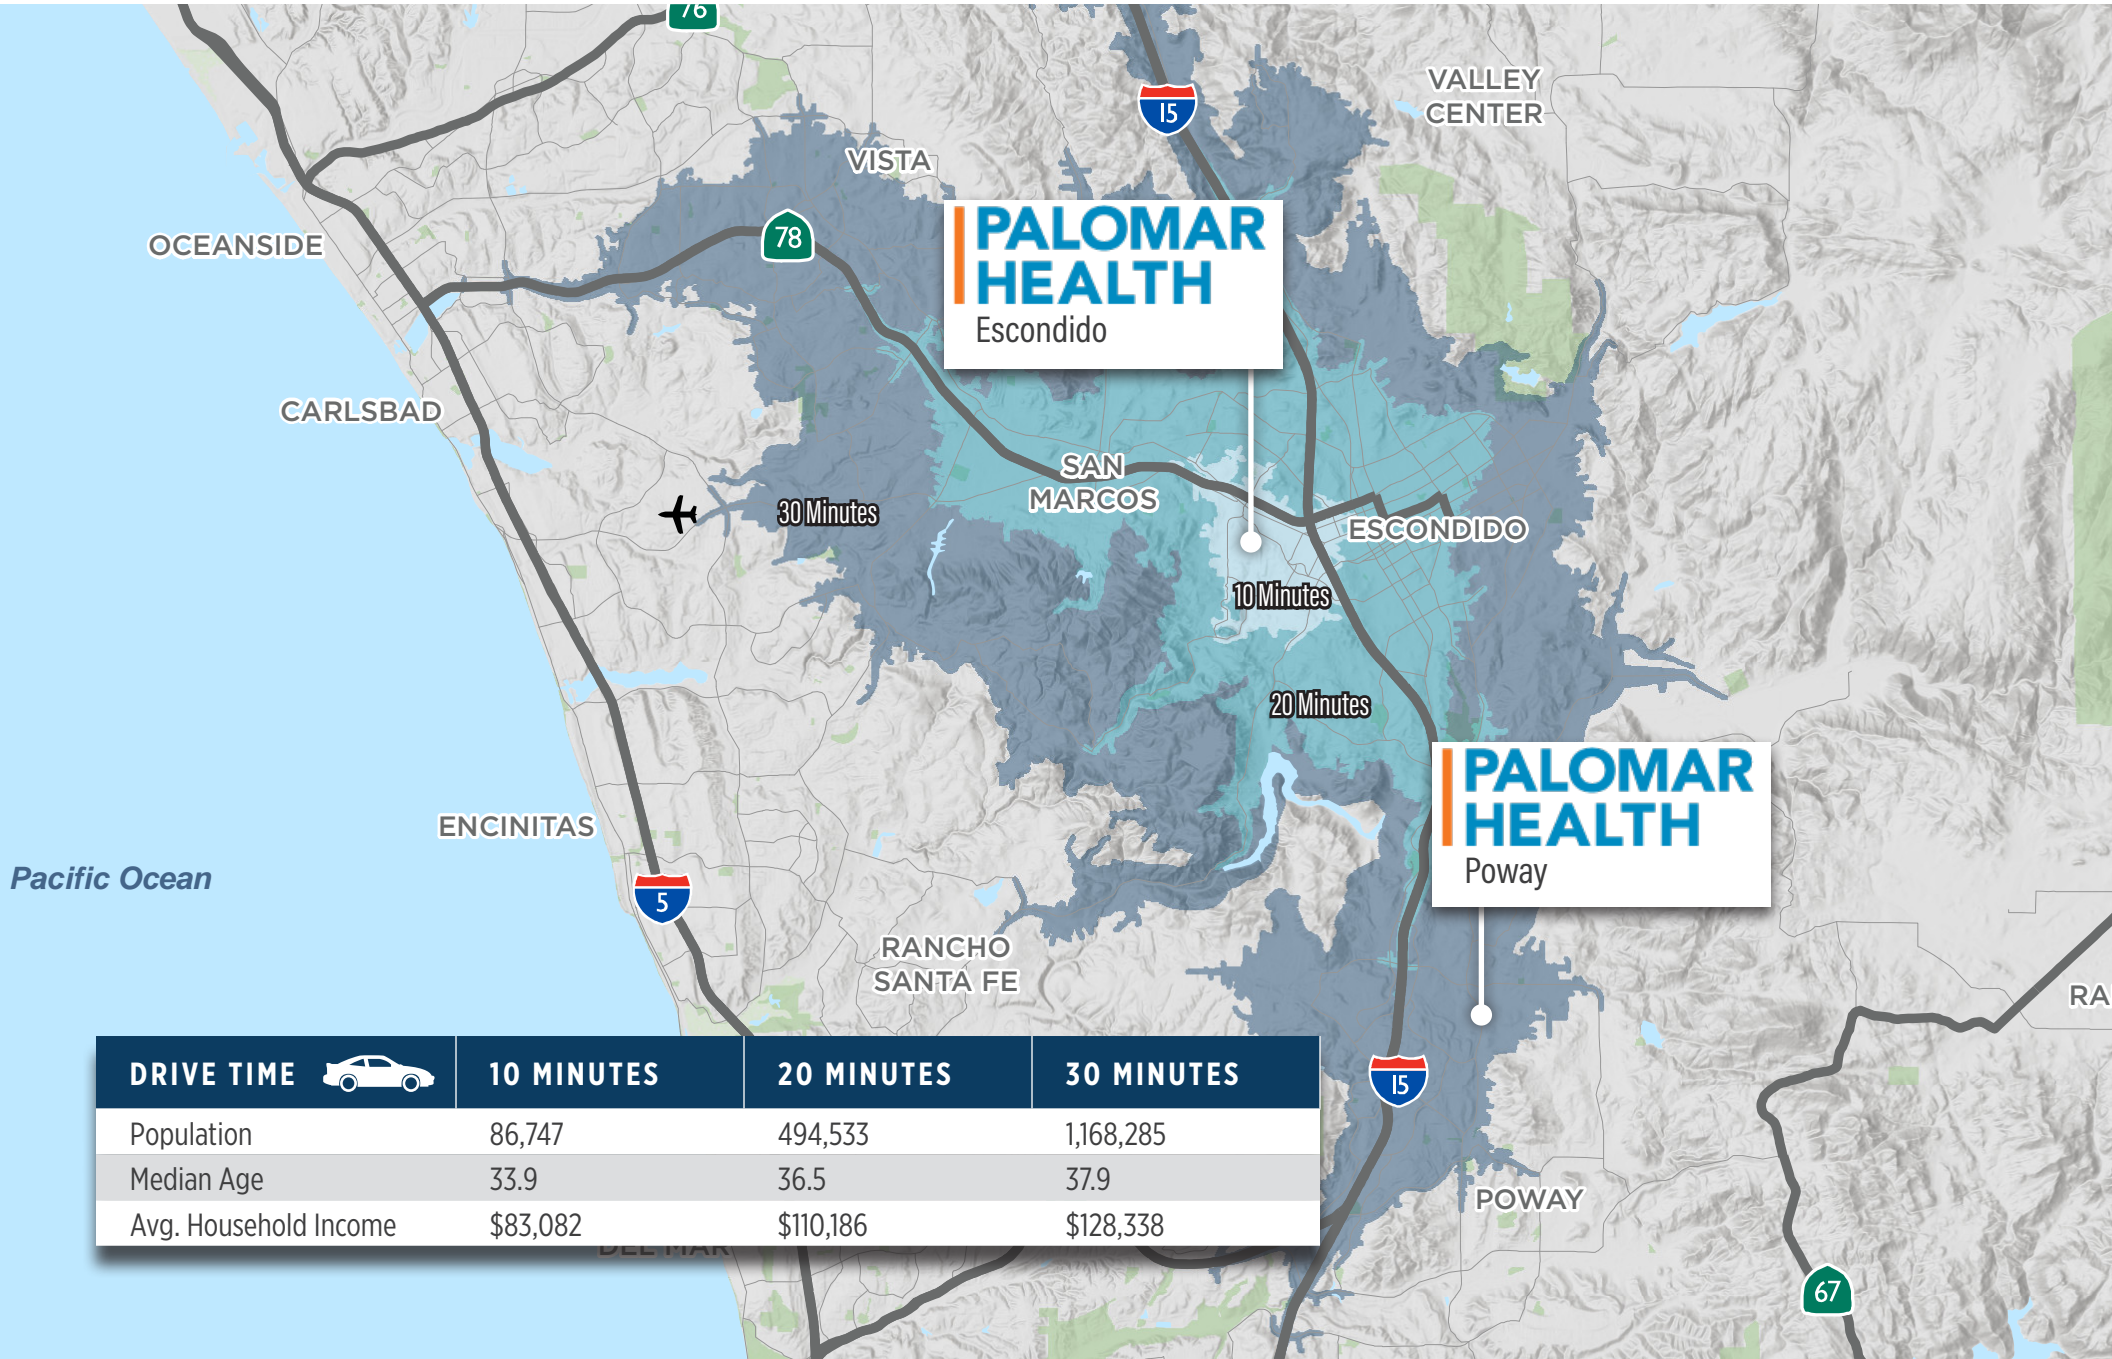 76
VALLEY
CENTER
15
VISTA
OCEANSIDE
78
PALOMAR
HEALTH
Escondido
CARLSBAD
SAN
MARCOS
30 Minutes
ESCONDIDO
10 Minutes
20 Minutes
PALOMAR
HEALTH
Poway
ENCINITAS
Pacific Ocean
5
RANCHO
SANTA FE
RA
15
DRIVE TIME 10 MINUTES 20 MINUTES 30 MINUTES
Population 86,747 494,533 1,168,285
Median Age 33.9 36.5 37.9
Avg. Household Income $83,082 $110,186 $128,338
POWAY
DEL MAR
67